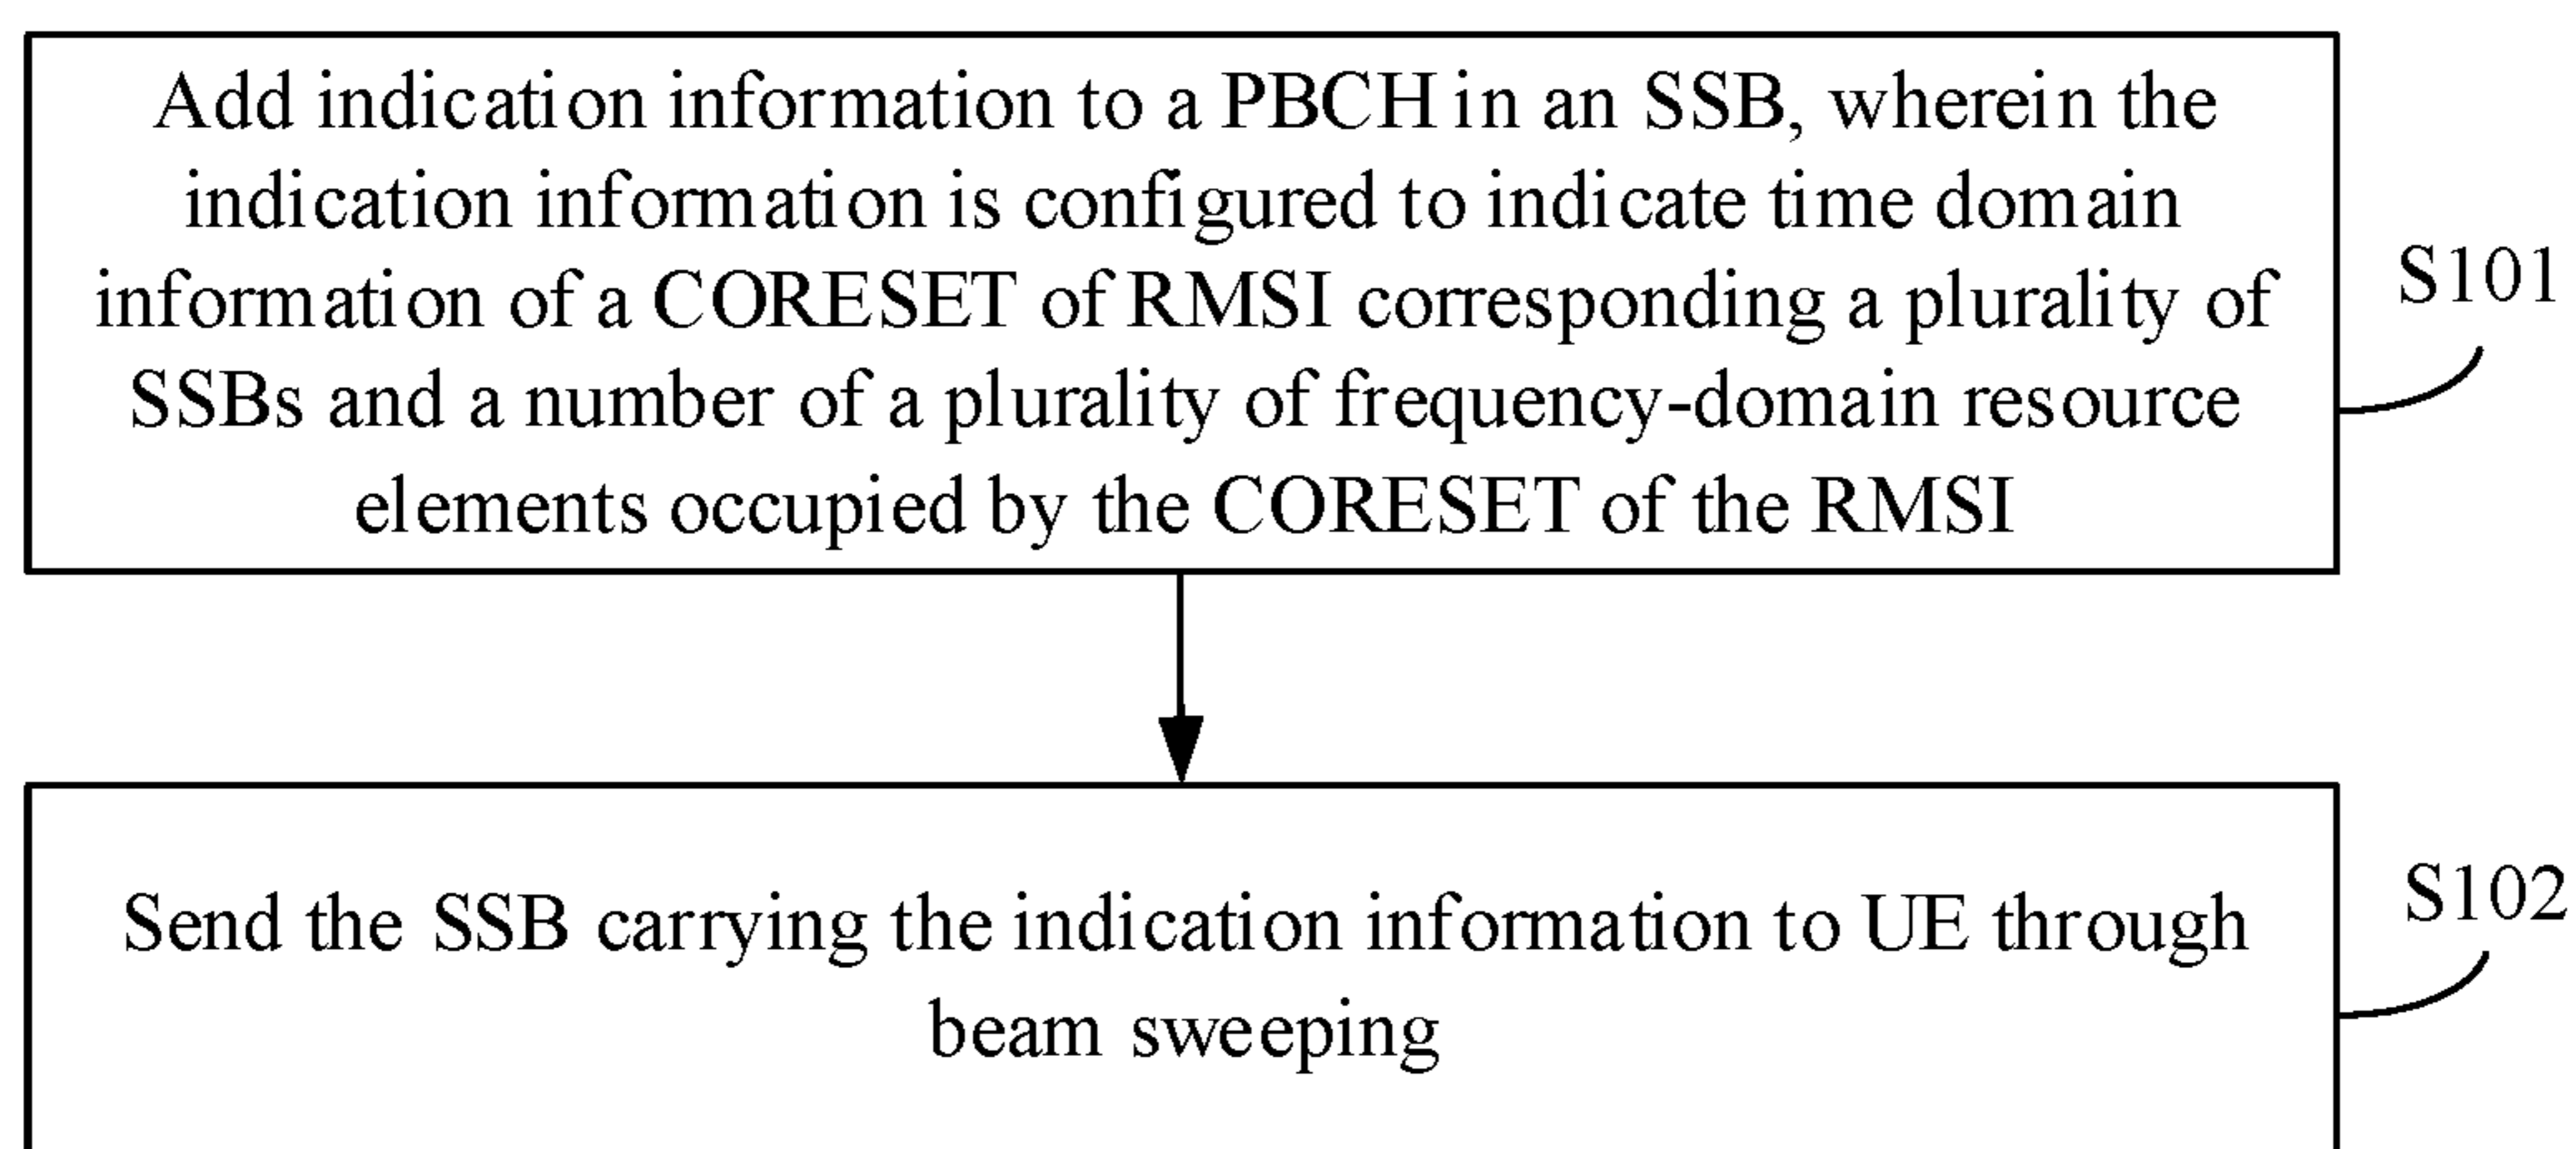 Add indication information to a PBCH in an SSB, wherein the
indication information is configured to indicate time domain
information of a CORESET of RMSI corresponding a plurality of
SSBs and a number of a plurality of frequency-domain resource
elements occupied by the CORESET of the RMSI
S101
Send the SSB carrying the indication information to UE through
beam sweeping
S102